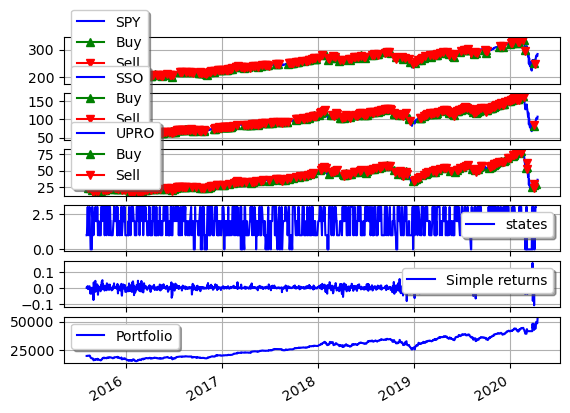 SPY
Buy
Sell
300
200
SSO
Buy
Sell
150
100
50
UPRO
Buy
Sell
75
50
25
2.5
0.0
states
0.1
0.0
−0.1
Simple returns
50000
25000
Portfolio
2016
2017
2018
2019
2020